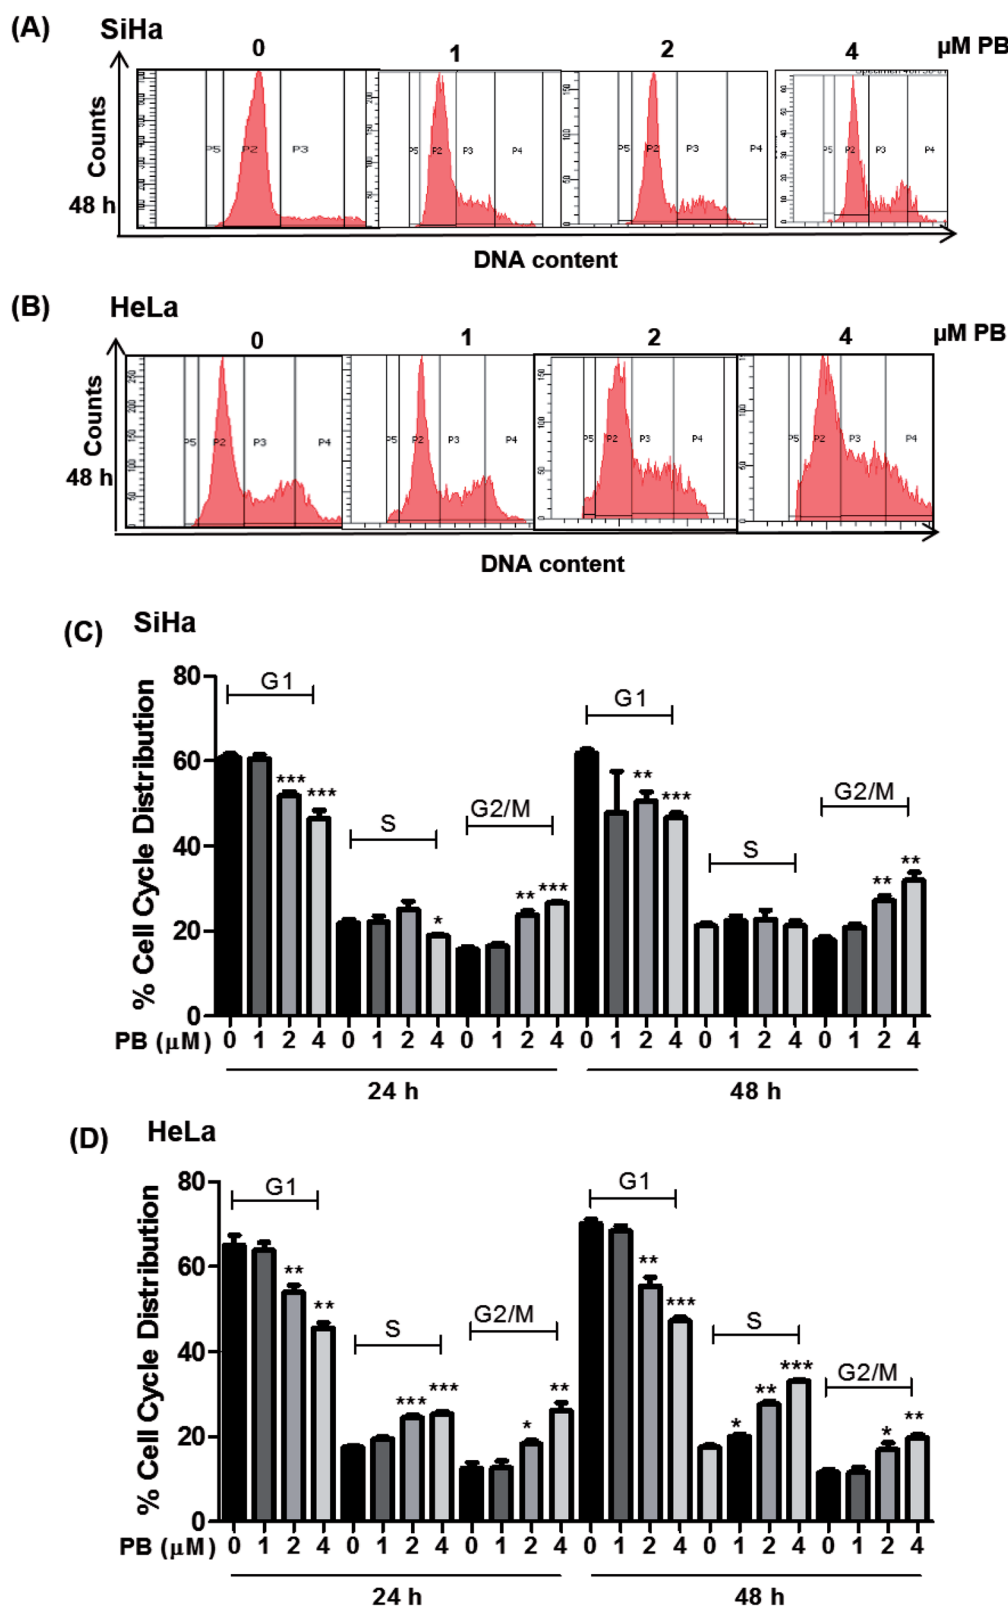 (A) SiHa
0 1 2 4 µM PB
Counts
48 h
P5 P2 P3
P5 P2 P3 P4
P5 P2 P3 P4
P5 P2 P3 P4
DNA content
(B) HeLa
0 1 2 4 µM PB
Counts
48 h
P5 P2 P3 P4
P5 P2 P3 P4
P5 P2 P3 P4
P5 P2 P3 P4
DNA content
(C) SiHa
% Cell Cycle Distribution
80
60
40
20
0
G1 S G2/M G1 S G2/M
*** *** * ** *** ** *** ** **
PB (µM) 0 1 2 4 0 1 2 4 0 1 2 4 0 1 2 4 0 1 2 4 0 1 2 4
24 h 48 h
(D) HeLa
% Cell Cycle Distribution
80
60
40
20
0
G1 S G2/M G1 S G2/M
** ** *** *** * ** ** *** * ** *** * **
PB (µM) 0 1 2 4 0 1 2 4 0 1 2 4 0 1 2 4 0 1 2 4 0 1 2 4
24 h 48 h